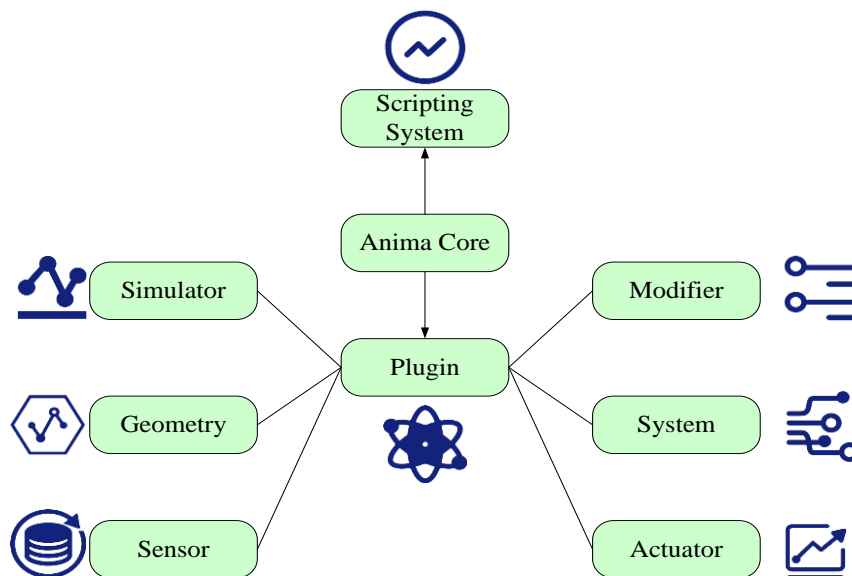 Scripting
System
Anima Core
Simulator
Modifier
Plugin
Geometry
System
Sensor
Actuator